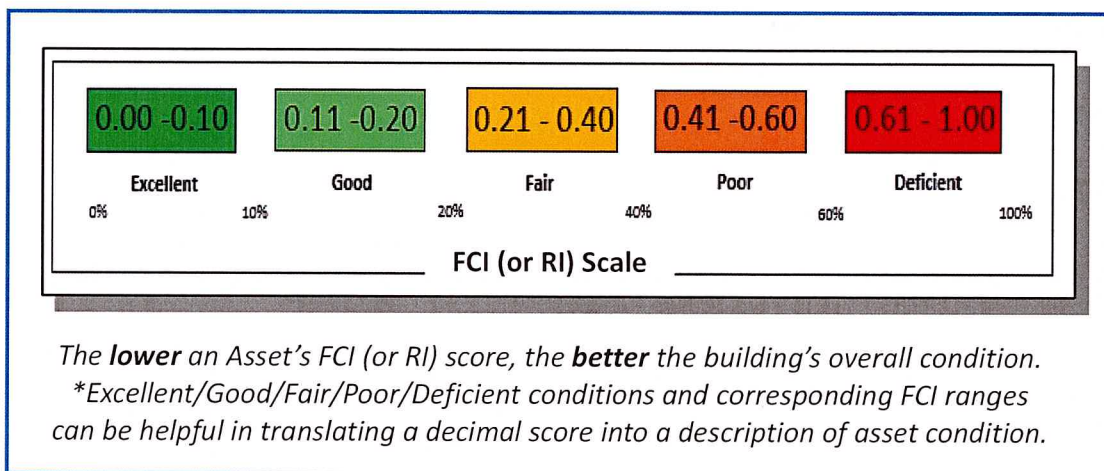 0.00 -0.10 0.11 -0.20 0.21 - 0.40 0.41 -0.60 0.61 - 1.00
Excellent Good Fair Poor Deficient
0% 10% 20% 40% 60% 100%
FCI (or RI) Scale
The lower an Asset's FCI (or RI) score, the better the building's overall condition.
*Excellent/Good/Fair/Poor/Deficient conditions and corresponding FCI ranges
can be helpful in translating a decimal score into a description of asset condition.